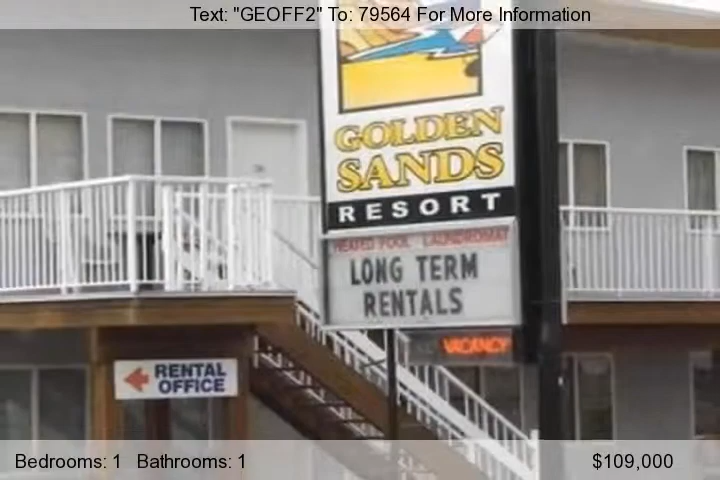 Text: "GEOFF2" To: 79564 For More Information
GOLDEN
SANDS
RESORT
HEATED POOL LAUNDROMAT
LONG TERM
RENTALS
VACANCY
RENTAL
OFFICE
Bedrooms: 1 Bathrooms: 1 $109,000